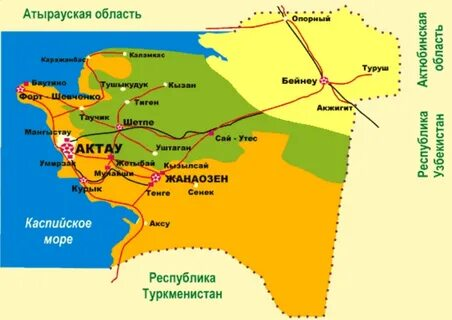 Атырауская область
Опорный
Актюбинская
область
Каламкас
Каражанбас
Туруш
Бейнеу
Баутино
Тушыкудук
Кызан
Форт - Шевченко
Тиген
Акжигит
Таучик
Шетпе
Мангыстау
Сай - Утес
Республика
Узбекистан
АКТАУ
Уштаган
Умирзак
Жетыбай
Мунайши
Кызылсай
ЖАНАОЗЕН
Курык
Тенге
Сенек
Каспийское
море
Аксу
Республика
Туркменистан